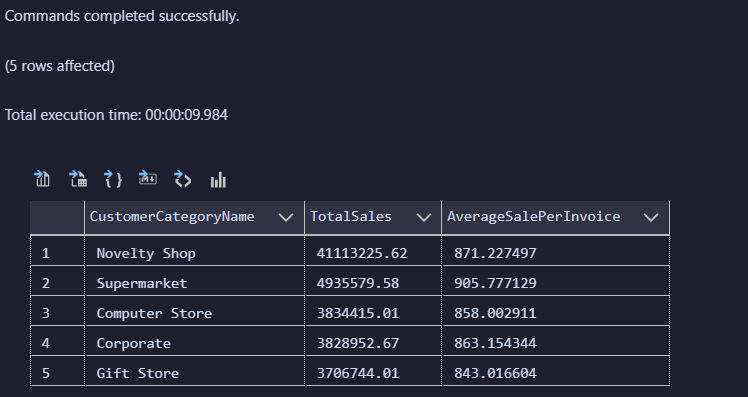 Commands completed successfully.
(5 rows affected)
Total execution time: 00:00:09.984
CustomerCategoryName TotalSales AverageSalePerInvoice
1 Novelty Shop 41113225.62 871.227497
2 Supermarket 4935579.58 905.777129
3 Computer Store 3834415.01 858.002911
4 Corporate 3828952.67 863.154344
5 Gift Store 3706744.01 843.016604